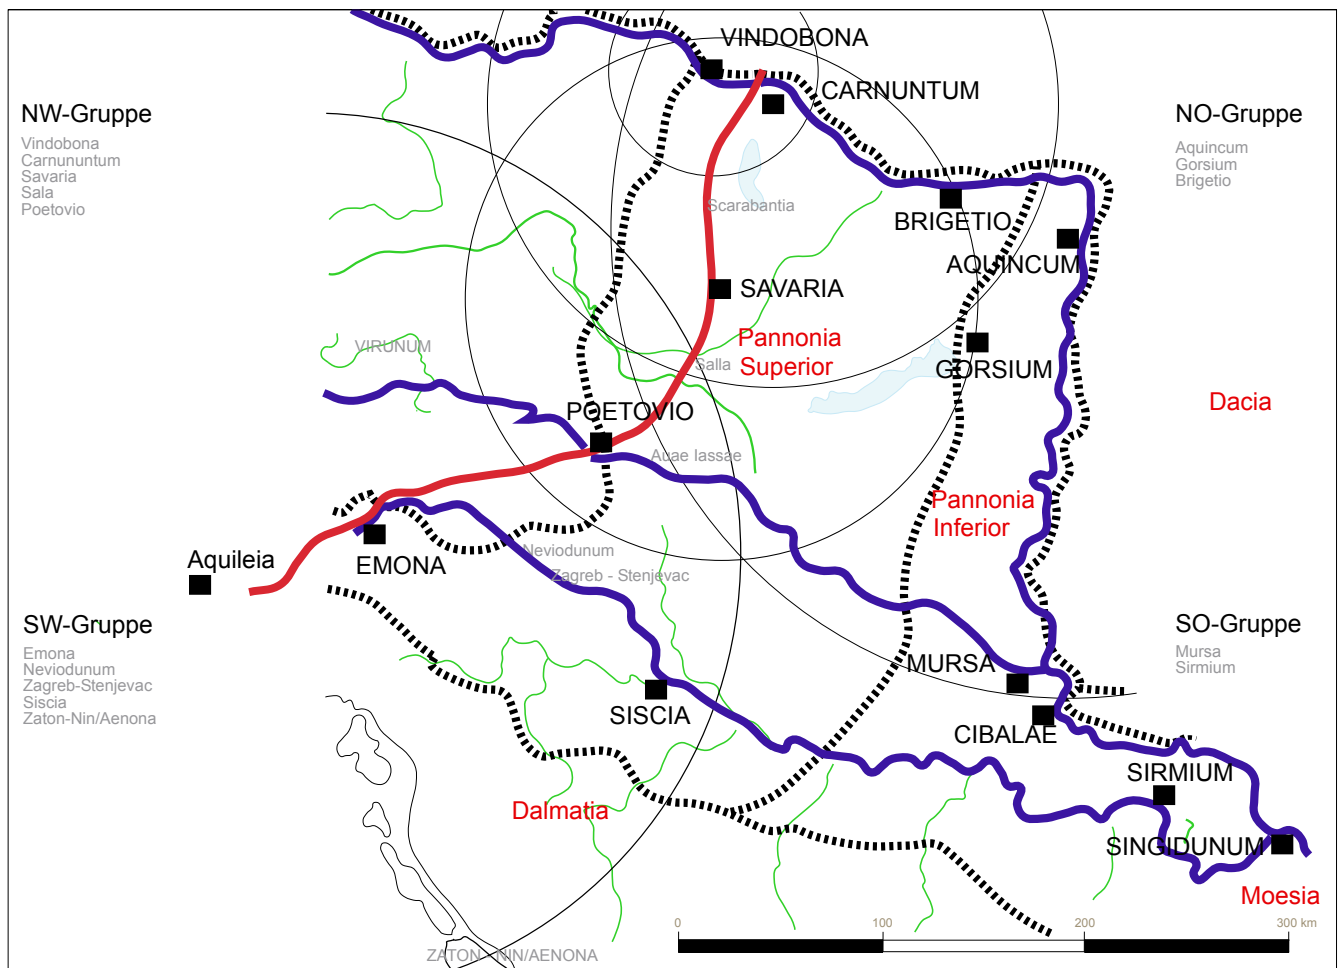 VINDOBONA
CARNUNTUM
NW-Gruppe
Vindobona
Carnununtum
Savaria
Sala
Poetovio
NO-Gruppe
Aquincum
Gorsium
Brigetio
Scarabantia
BRIGETIO
AQUINCUM
SAVARIA
Pannonia
Superior
VIRUNUM
Salla
GORSIUM
Dacia
POETOVIO
Auae Iassae
Pannonia
Inferior
Aquileia
EMONA
Neviodunum
Zagreb - Stenjevac
SW-Gruppe
Emona
Neviodunum
Zagreb-Stenjevac
Siscia
Zaton-Nin/Aenona
SO-Gruppe
Mursa
Sirmium
MURSA
SISCIA
CIBALAE
SIRMIUM
Dalmatia
SINGIDUNUM
Moesia
0
100
200
300 km
ZATON - NIN/AENONA